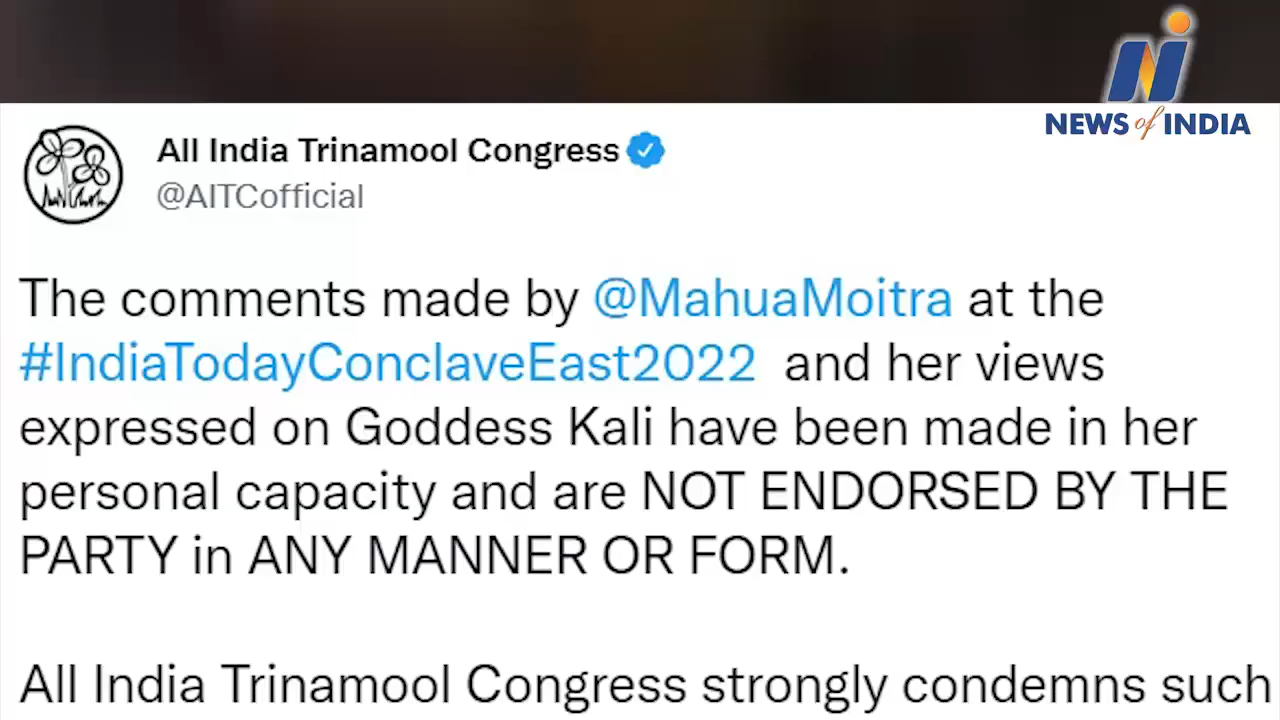 NEWS of INDIA
All India Trinamool Congress
@AITCofficial
The comments made by @MahuaMoitra at the
#IndiaTodayConclaveEast2022 and her views
expressed on Goddess Kali have been made in her
personal capacity and are NOT ENDORSED BY THE
PARTY in ANY MANNER OR FORM.
All India Trinamool Congress strongly condemns such